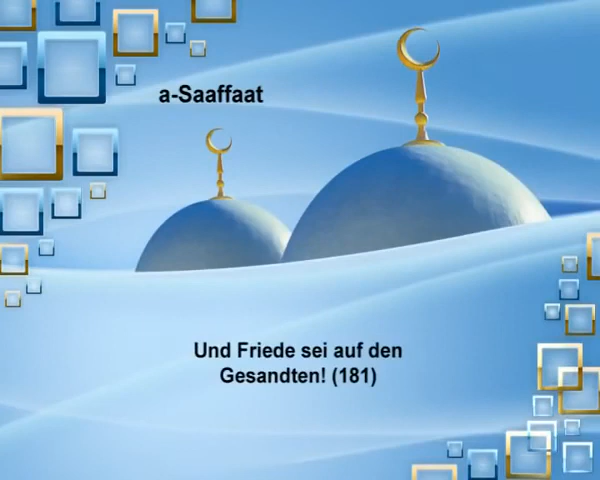 a-Saaffaat
Und Friede sei auf den
Gesandten! (181)